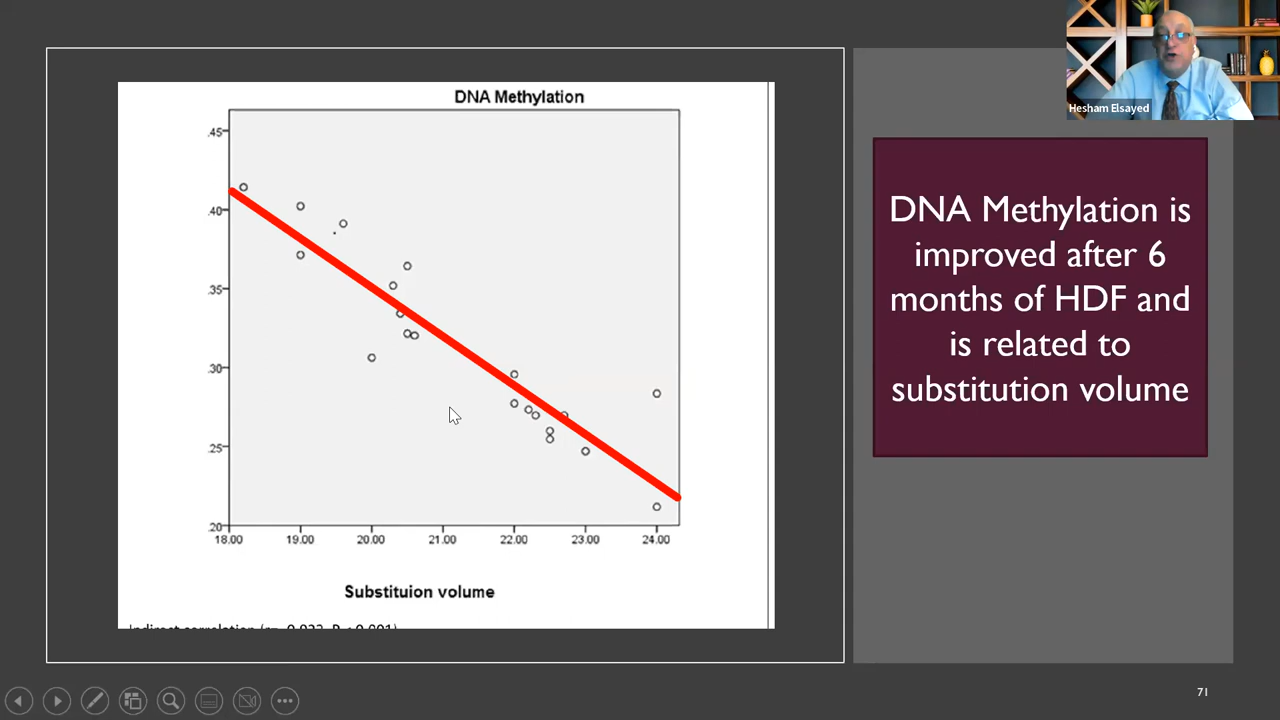 DNA Methylation
.45
.40
.35
.30
.25
.20
18.00 19.00 20.00 21.00 22.00 23.00 24.00
Substituion volume
Indirect correlation
Hesham Elsayed
DNA Methylation is
improved after 6
months of HDF and
is related to
substitution volume
71